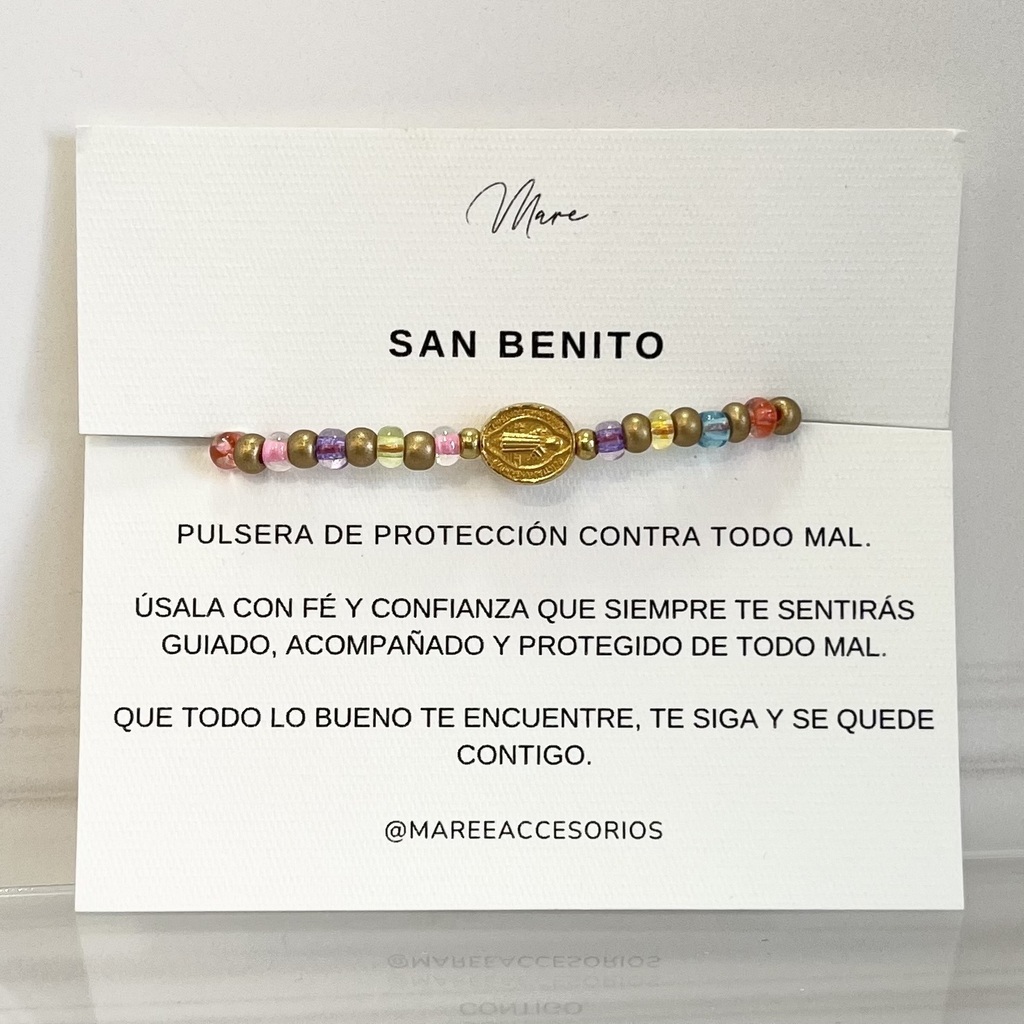 Mare
SAN BENITO
PULSERA DE PROTECCIÓN CONTRA TODO MAL.
ÚSALA CON FÉ Y CONFIANZA QUE SIEMPRE TE SENTIRÁS
GUIADO, ACOMPAÑADO Y PROTEGIDO DE TODO MAL.
QUE TODO LO BUENO TE ENCUENTRE, TE SIGA Y SE QUEDE
CONTIGO.
@MAREEACCESORIOS